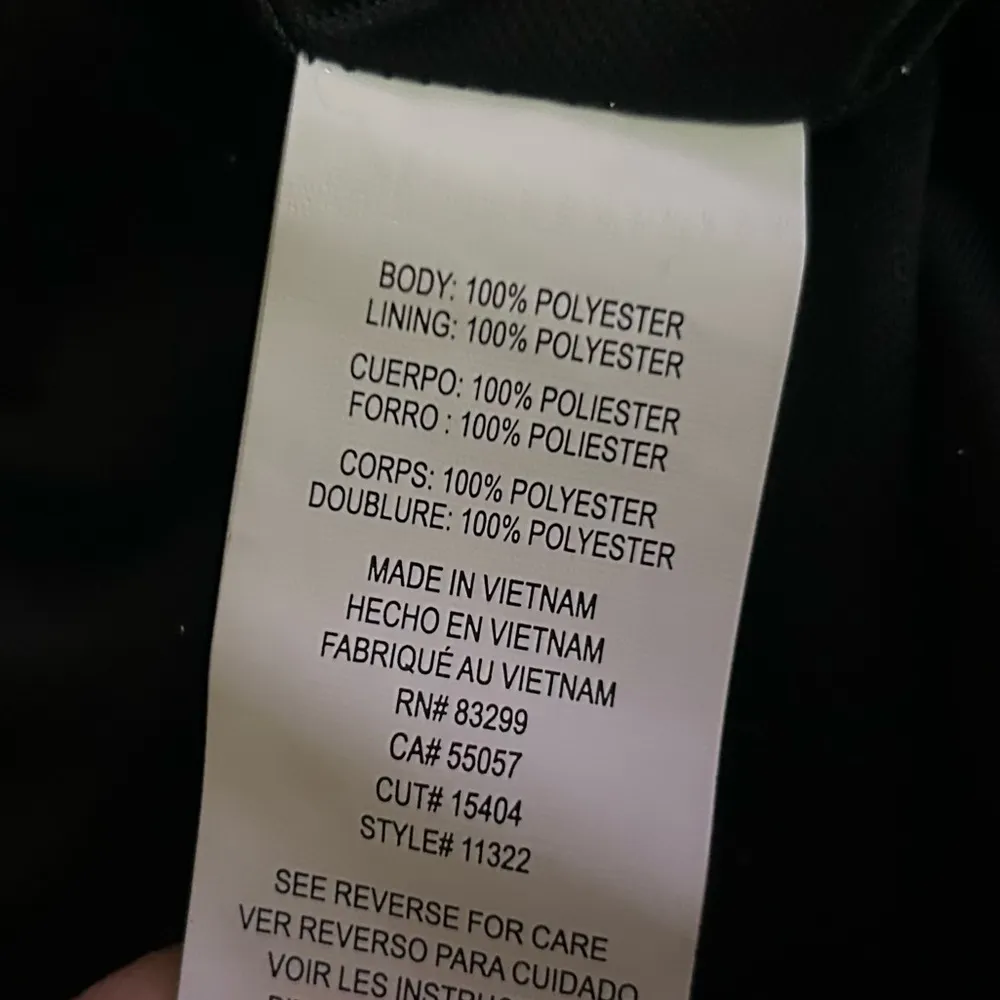 BODY: 100% POLYESTER
LINING: 100% POLYESTER
CUERPO: 100% POLIESTER
FORRO : 100% POLIESTER
CORPS: 100% POLYESTER
DOUBLURE: 100% POLYESTER
MADE IN VIETNAM
HECHO EN VIETNAM
FABRIQUÉ AU VIETNAM
RN# 83299
CA# 55057
CUT# 15404
STYLE# 11322
SEE REVERSE FOR CARE
VER REVERSO PARA CUIDADO
VOIR LES